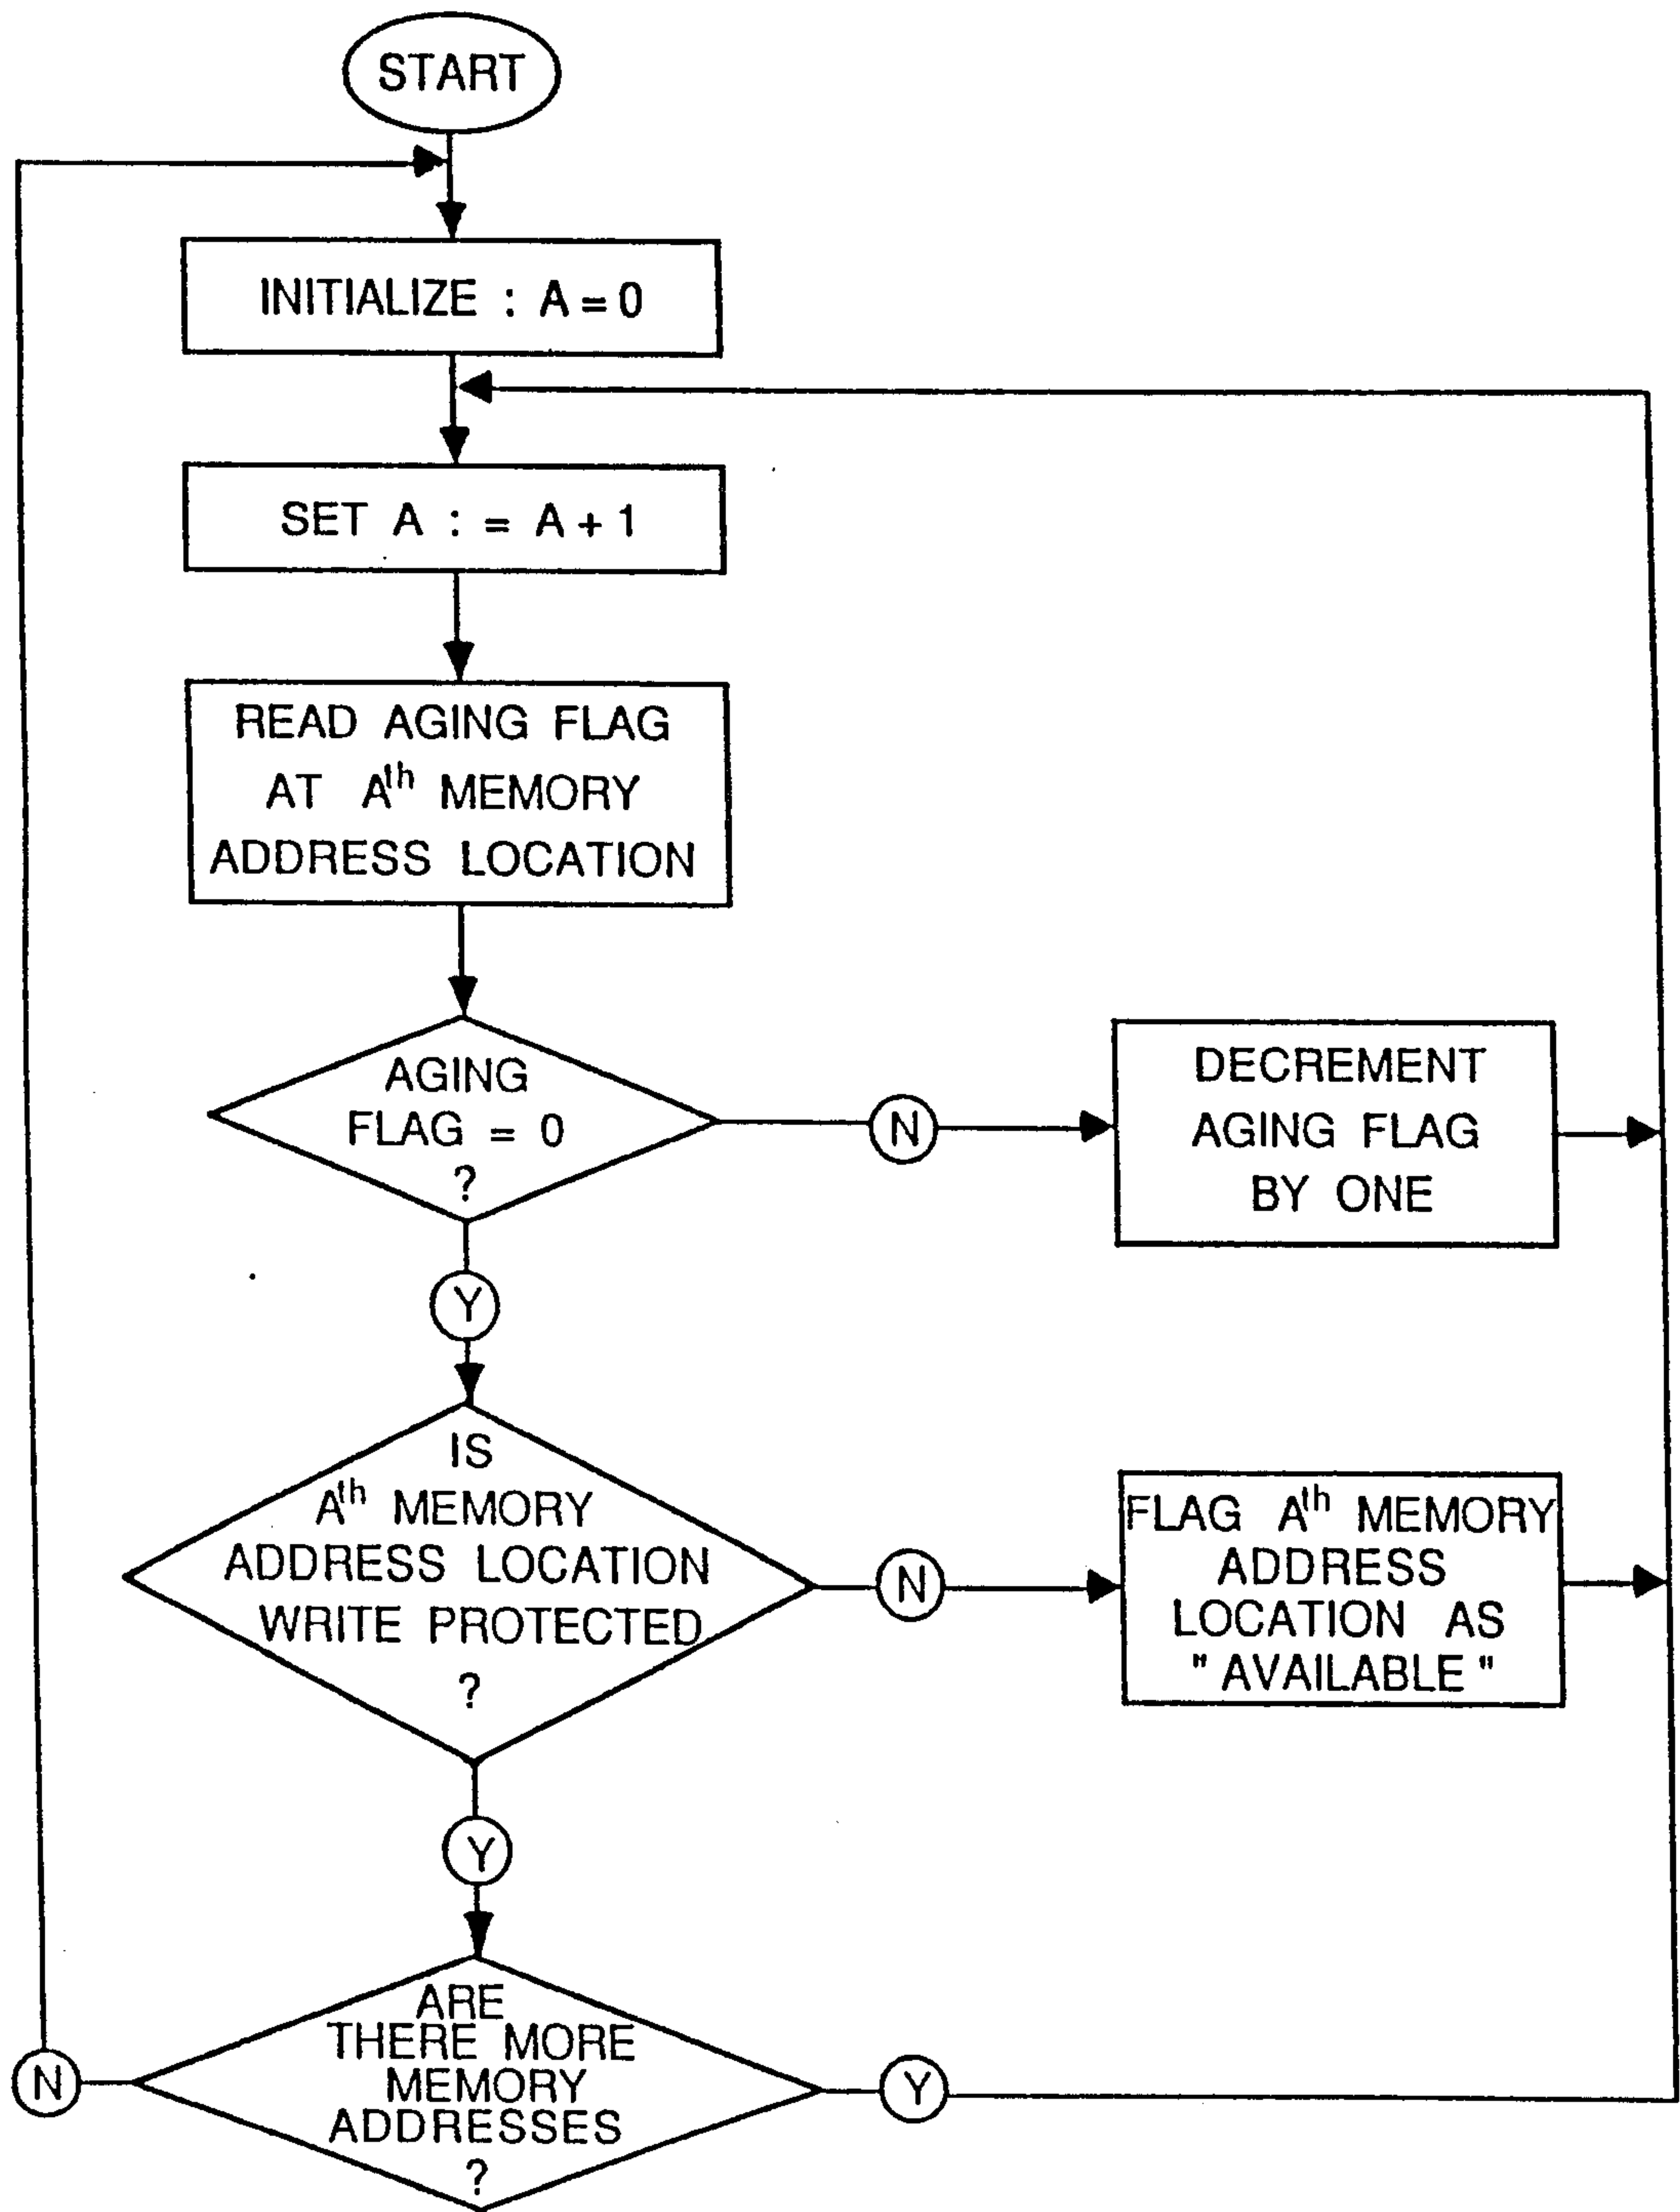 START
INITIALIZE : A = 0
SET A : = A + 1
READ AGING FLAG
AT Ath MEMORY
ADDRESS LOCATION
AGING
FLAG = 0
?
N
DECREMENT
AGING FLAG
BY ONE
Y
IS
Ath MEMORY
ADDRESS LOCATION
WRITE PROTECTED
?
N
FLAG Ath MEMORY
ADDRESS
LOCATION AS
"AVAILABLE"
Y
ARE
THERE MORE
MEMORY
ADDRESSES
?
N
Y